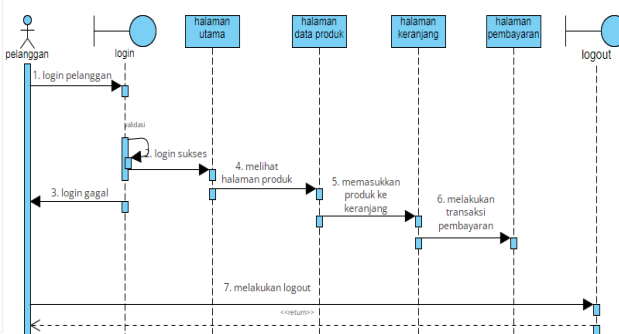 pelanggan
login
halaman
utama
halaman
data produk
halaman
keranjang
halaman
pembayaran
logout
1. login pelanggan
validasi
2. login sukses
3. login gagal
4. melihat
halaman produk
5. memasukkan
produk ke
keranjang
6. melakukan
transaksi
pembayaran
7. melakukan logout
<<return>>